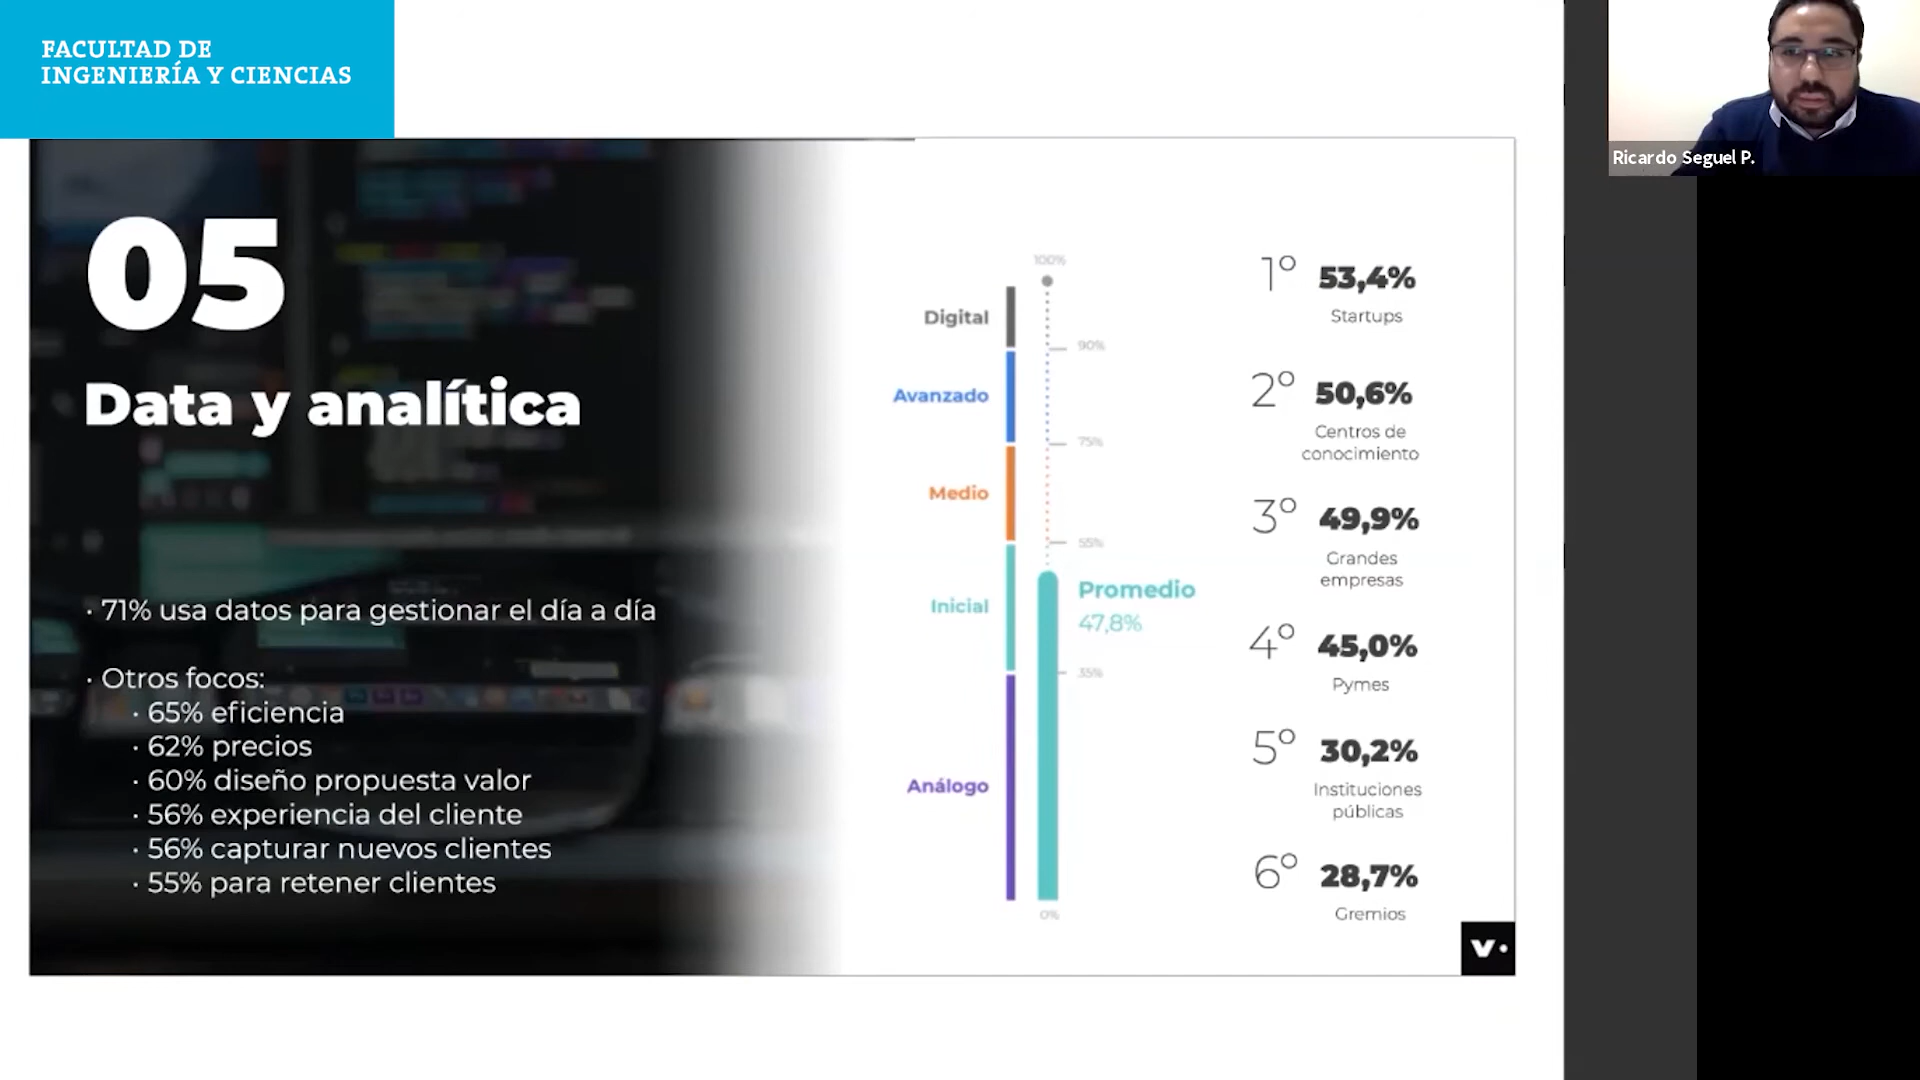 FACULTAD DE
INGENIERÍA Y CIENCIAS
Ricardo Seguel P.
05
Data y analítica
· 71% usa datos para gestionar el día a día
· Otros focos:
· 65% eficiencia
· 62% precios
· 60% diseño propuesta valor
· 56% experiencia del cliente
· 56% capturar nuevos clientes
· 55% para retener clientes
100%
Digital
90%
Avanzado
75%
Medio
55%
Promedio
47,8%
Inicial
35%
Análogo
0%
1° 53,4%
Startups
2° 50,6%
Centros de
conocimiento
3° 49,9%
Grandes
empresas
4° 45,0%
Pymes
5° 30,2%
Instituciones
públicas
6° 28,7%
Gremios
v·